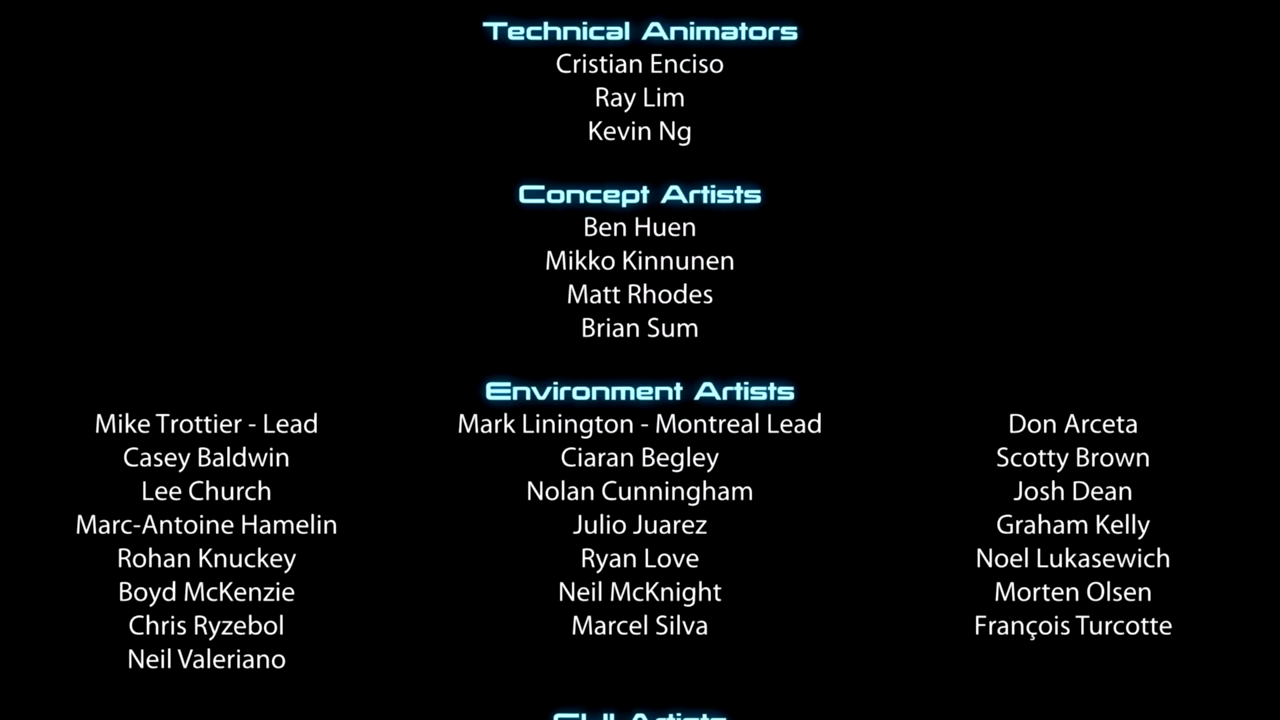 Technical Animators
Cristian Enciso
Ray Lim
Kevin Ng
Concept Artists
Ben Huen
Mikko Kinnunen
Matt Rhodes
Brian Sum
Environment Artists
Mike Trottier - Lead Mark Linington - Montreal Lead Don Arceta
Casey Baldwin Ciaran Begley Scotty Brown
Lee Church Nolan Cunningham Josh Dean
Marc-Antoine Hamelin Julio Juarez Graham Kelly
Rohan Knuckey Ryan Love Noel Lukasewich
Boyd McKenzie Neil McKnight Morten Olsen
Chris Ryzebol Marcel Silva François Turcotte
Neil Valeriano
Artists